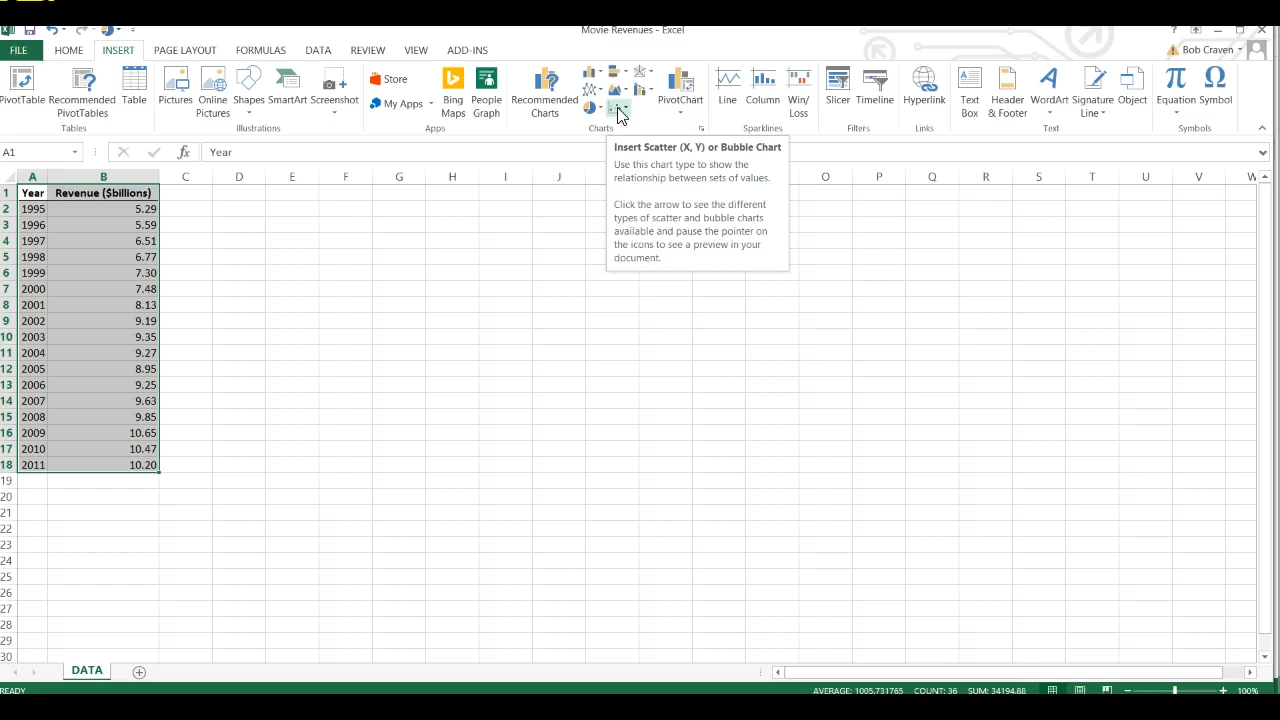 Movie Revenues - Excel
?
FILE HOME INSERT PAGE LAYOUT FORMULAS DATA REVIEW VIEW ADD-INS
Bob Craven
PivotTable Recommended PivotTables Table
Pictures Online Pictures Shapes SmartArt Screenshot
Store
My Apps
Bing Maps People Graph
Recommended Charts
PivotChart
Line Column Win/ Loss
Slicer Timeline
Hyperlink
Text Box Header & Footer WordArt Signature Line Object
Equation Symbol
Tables Illustrations Apps Charts Sparklines Filters Links Text Symbols
A1 fx Year
Insert Scatter (X, Y) or Bubble Chart
Use this chart type to show the
relationship between sets of values.
Click the arrow to see the different
types of scatter and bubble charts
available and pause the pointer on
the icons to see a preview in your
document.
A B C D E F G H I J O P Q R S T U V W
1 Year Revenue ($billions)
2 1995 5.29
3 1996 5.59
4 1997 6.51
5 1998 6.77
6 1999 7.30
7 2000 7.48
8 2001 8.13
9 2002 9.19
10 2003 9.35
11 2004 9.27
12 2005 8.95
13 2006 9.25
14 2007 9.63
15 2008 9.85
16 2009 10.65
17 2010 10.47
18 2011 10.20
19
20
21
22
23
24
25
26
27
28
29
30
DATA
READY AVERAGE: 1005.731765 COUNT: 36 SUM: 34194.88 100%